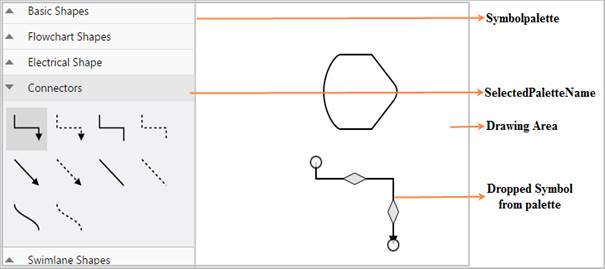 Basic Shapes
Flowchart Shapes
Electrical Shape
Connectors
Swimlane Shapes
Symbolpalette
SelectedPaletteName
Drawing Area
Dropped Symbol
from palette